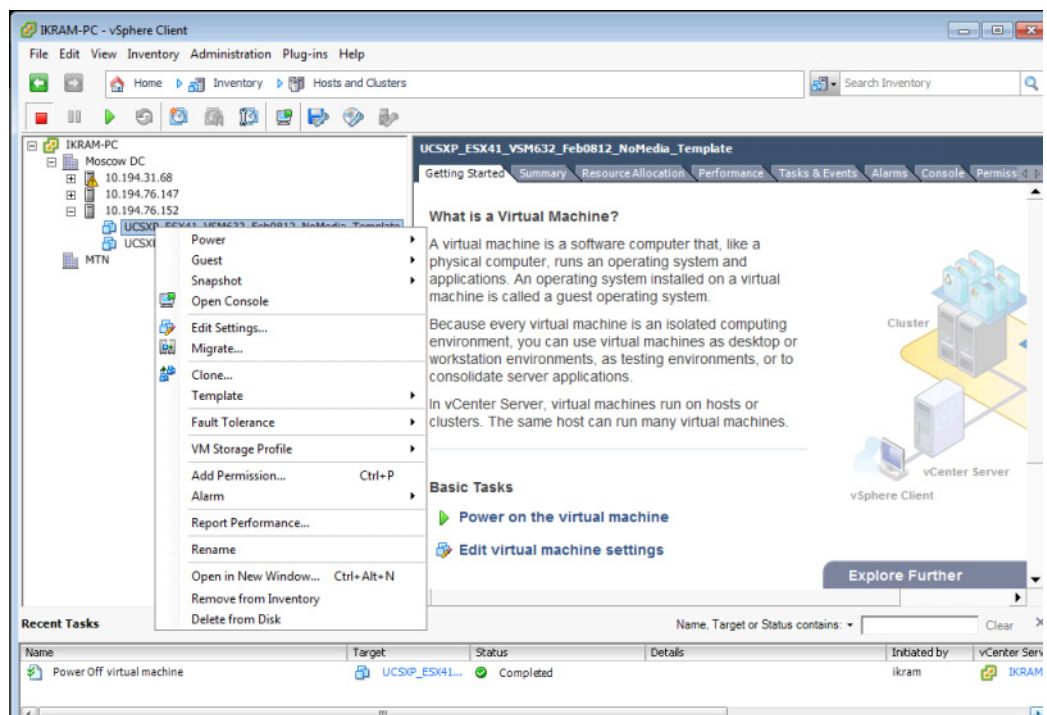 IKRAM-PC - vSphere Client
File Edit View Inventory Administration Plug-ins Help
Home Inventory Hosts and Clusters Search Inventory
IKRAM-PC
Moscow DC
10.194.31.68
10.194.76.147
10.194.76.152
UCSXP_ESX41_VSM632_Feb0812_NoMedia_Template
UCSXP
MTN
Power
Guest
Snapshot
Open Console
Edit Settings...
Migrate...
Clone...
Template
Fault Tolerance
VM Storage Profile
Add Permission... Ctrl+P
Alarm
Report Performance...
Rename
Open in New Window... Ctrl+Alt+N
Remove from Inventory
Delete from Disk
UCSXP_ESX41_VSM632_Feb0812_NoMedia_Template
Getting Started Summary Resource Allocation Performance Tasks & Events Alarms Console Permiss
What is a Virtual Machine?
A virtual machine is a software computer that, like a
physical computer, runs an operating system and
applications. An operating system installed on a virtual
machine is called a guest operating system.
Because every virtual machine is an isolated computing
environment, you can use virtual machines as desktop or
workstation environments, as testing environments, or to
consolidate server applications.
In vCenter Server, virtual machines run on hosts or
clusters. The same host can run many virtual machines.
Cluster
vCenter Server
vSphere Client
Basic Tasks
Power on the virtual machine
Edit virtual machine settings
Explore Further
Recent Tasks Name, Target or Status contains: Clear
Name Target Status Details Initiated by vCenter Serv
Power Off virtual machine UCSXP_ESX41... Completed ikram IKRAM